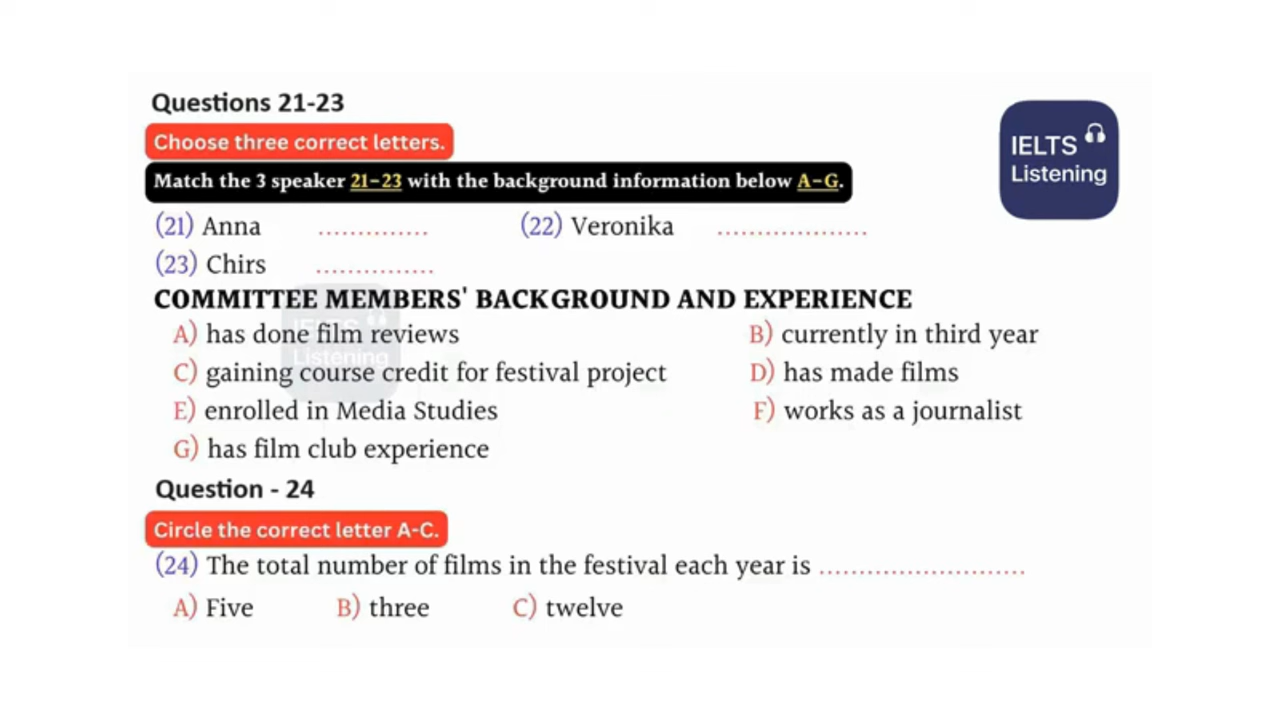 Questions 21-23
Choose three correct letters.
IELTS
Listening
Match the 3 speaker 21-23 with the background information below A-G.
(21) Anna .............. (22) Veronika ...................
(23) Chirs ...............
COMMITTEE MEMBERS' BACKGROUND AND EXPERIENCE
A) has done film reviews B) currently in third year
IELTS
Listening
C) gaining course credit for festival project D) has made films
E) enrolled in Media Studies F) works as a journalist
G) has film club experience
Question - 24
Circle the correct letter A-C.
(24) The total number of films in the festival each year is ..........................
A) Five B) three C) twelve